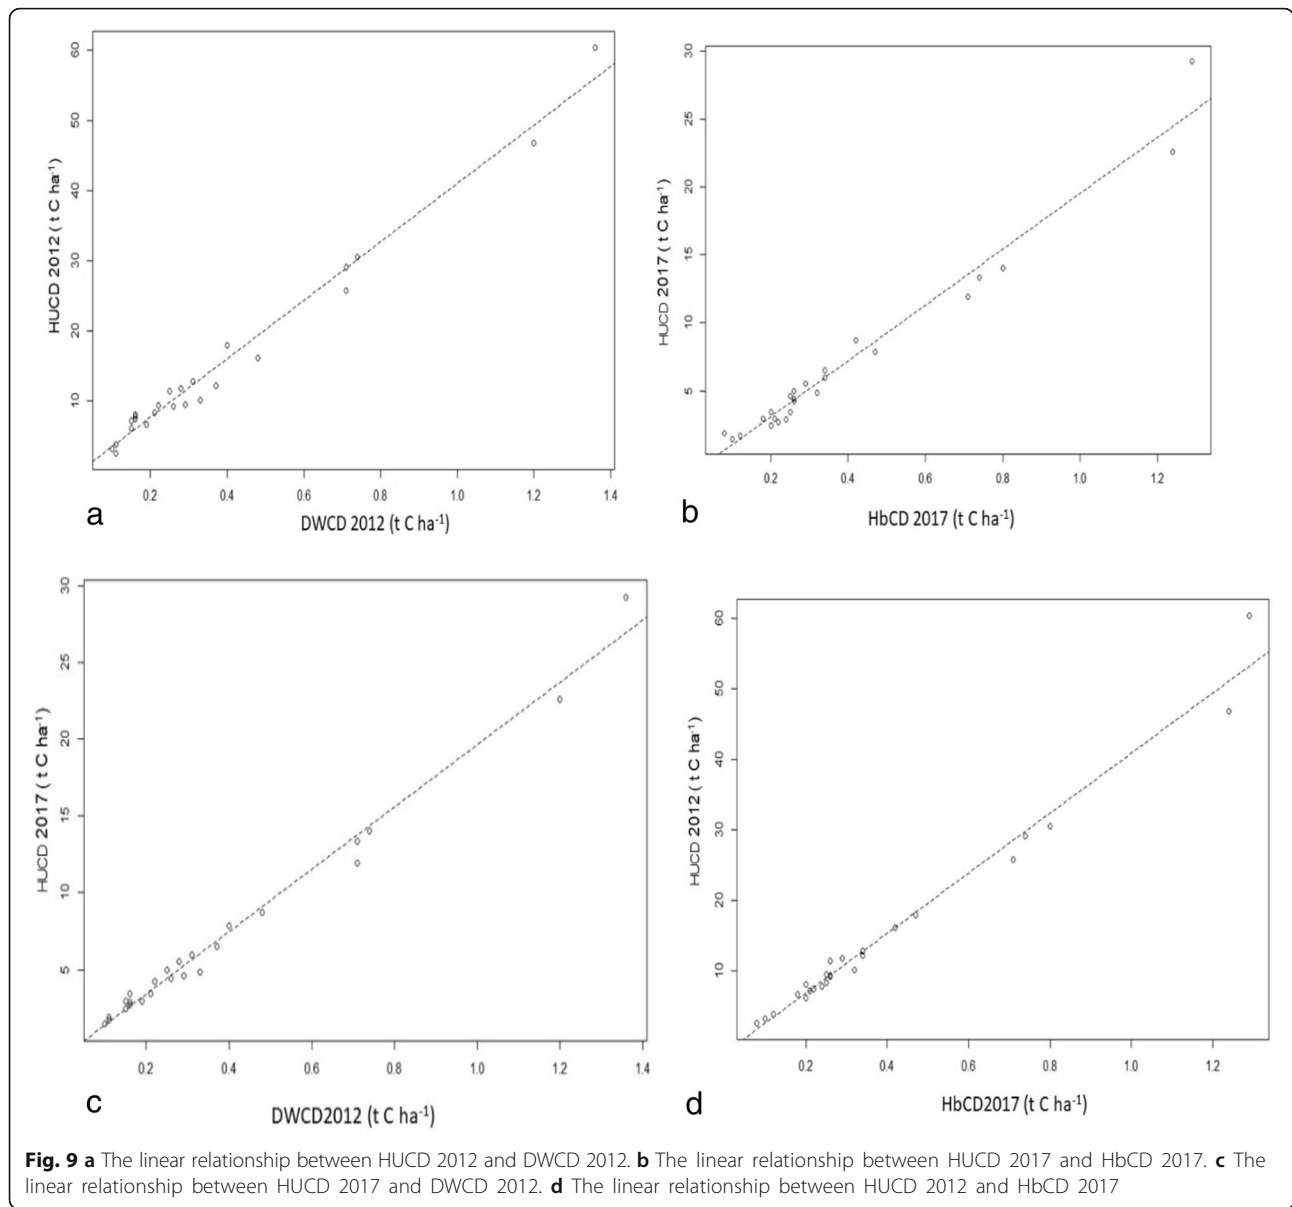 60
50
40
30
20
10
HUCD 2012 ( t C ha⁻¹)
0.2 0.4 0.6 0.8 1.0 1.2 1.4
a
DWCD 2012 (t C ha⁻¹)
30
25
20
15
10
5
HUCD 2017 ( t C ha⁻¹)
0.2 0.4 0.6 0.8 1.0 1.2
b
HbCD 2017 (t C ha⁻¹)
30
25
20
15
10
5
HUCD 2017 ( t C ha⁻¹)
0.2 0.4 0.6 0.8 1.0 1.2 1.4
c
DWCD2012 (t C ha⁻¹)
60
50
40
30
20
10
HUCD 2012 ( t C ha⁻¹)
0.2 0.4 0.6 0.8 1.0 1.2
d
HbCD2017 (t C ha⁻¹)
Fig. 9 a The linear relationship between HUCD 2012 and DWCD 2012. b The linear relationship between HUCD 2017 and HbCD 2017. c The
linear relationship between HUCD 2017 and DWCD 2012. d The linear relationship between HUCD 2012 and HbCD 2017